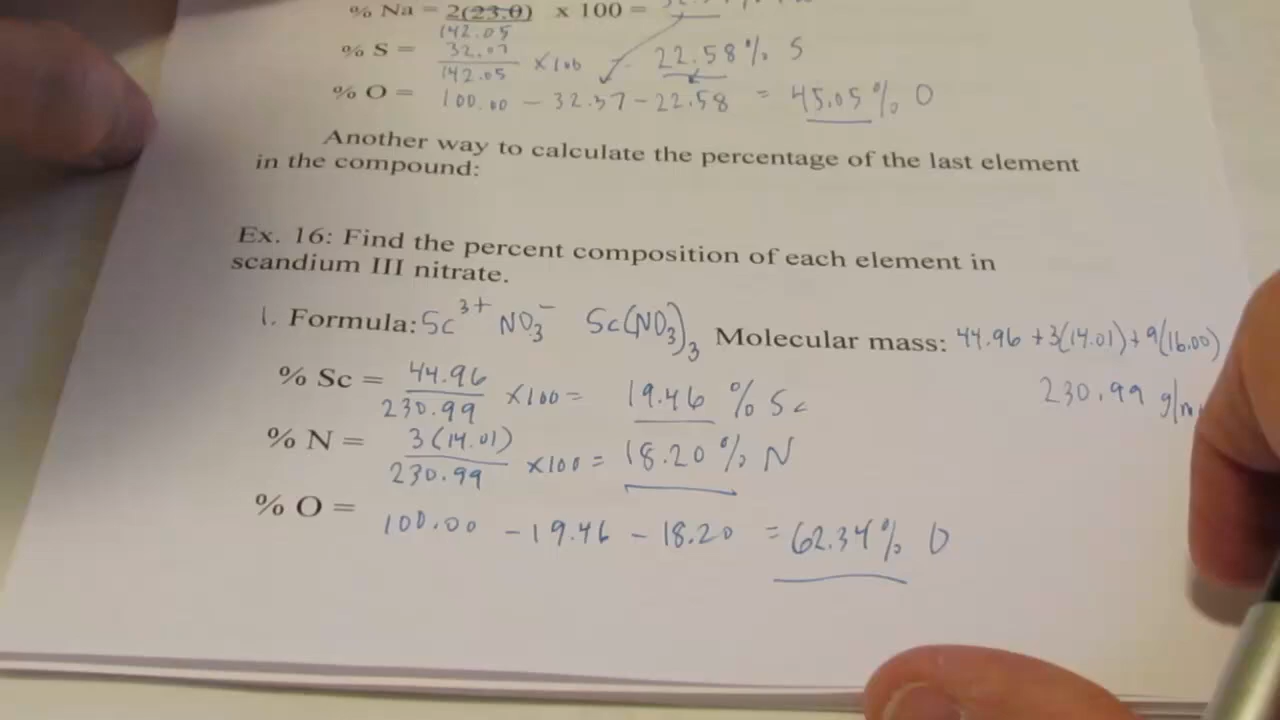 % Na = 2(23.0) x 100 =
142.05
% S = 32.07 x100 = 22.58% S
142.05
% O = 100.00 - 32.37 - 22.58 = 45.05% O
Another way to calculate the percentage of the last element
in the compound:
Ex. 16: Find the percent composition of each element in
scandium III nitrate.
1. Formula: Sc³⁺ NO₃⁻ Sc(NO₃)₃ Molecular mass: 44.96 + 3(14.01) + 9(16.00)
230.99 g/m
% Sc = 44.96 x100 = 19.46 % Sc
230.99
% N = 3(14.01) x100 = 18.20% N
230.99
% O = 100.00 - 19.46 - 18.20 = 62.34% O